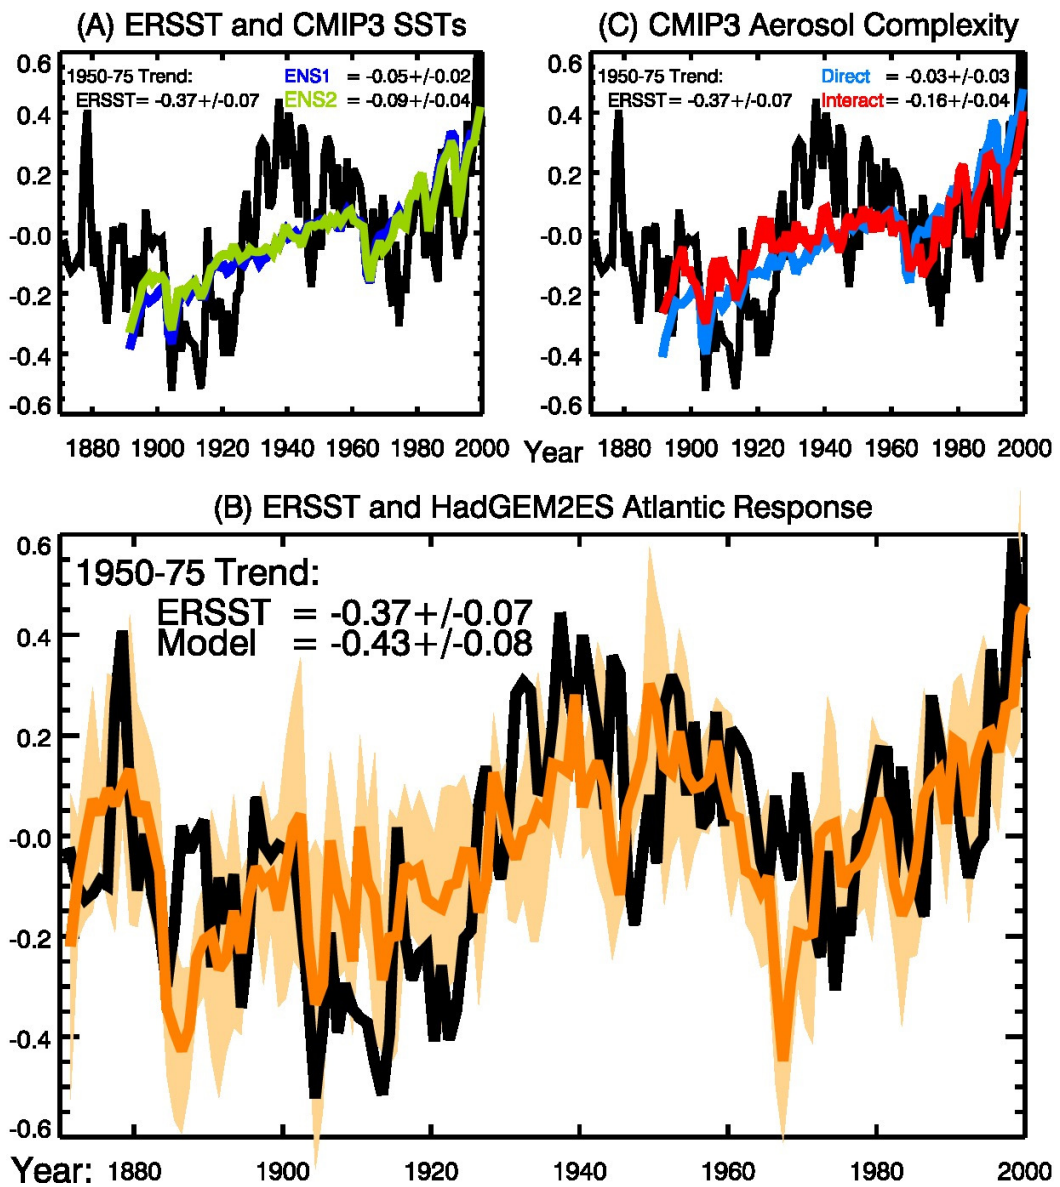 (A) ERSST and CMIP3 SSTs
1950-75 Trend: ENS1 = -0.05+/-0.02
ERSST= -0.37+/-0.07 ENS2 = -0.09+/-0.04
0.6
0.4
0.2
-0.0
-0.2
-0.4
-0.6
1880 1900 1920 1940 1960 1980 2000
(C) CMIP3 Aerosol Complexity
1950-75 Trend: Direct = -0.03+/-0.03
ERSST= -0.37+/-0.07 Interact= -0.16+/-0.04
0.6
0.4
0.2
-0.0
-0.2
-0.4
-0.6
Year 1880 1900 1920 1940 1960 1980 2000
(B) ERSST and HadGEM2ES Atlantic Response
1950-75 Trend:
ERSST = -0.37+/-0.07
Model = -0.43+/-0.08
0.6
0.4
0.2
-0.0
-0.2
-0.4
-0.6
Year: 1880 1900 1920 1940 1960 1980 2000